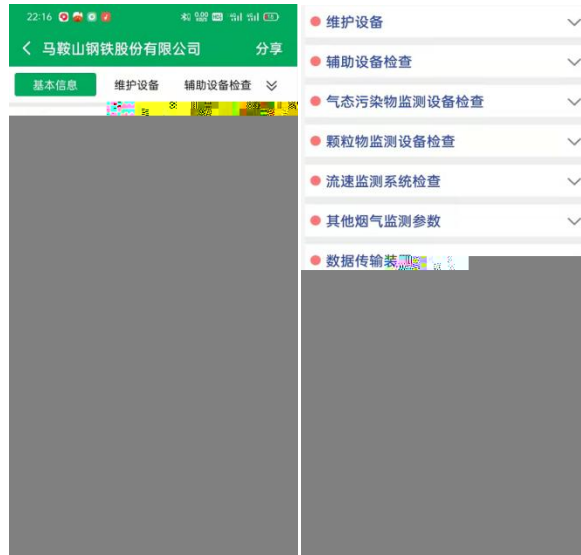 22:16
马鞍山钢铁股份有限公司 分享
基本信息 维护设备 辅助设备检查
维护设备
辅助设备检查
气态污染物监测设备检查
颗粒物监测设备检查
流速监测系统检查
其他烟气监测参数
数据传输装